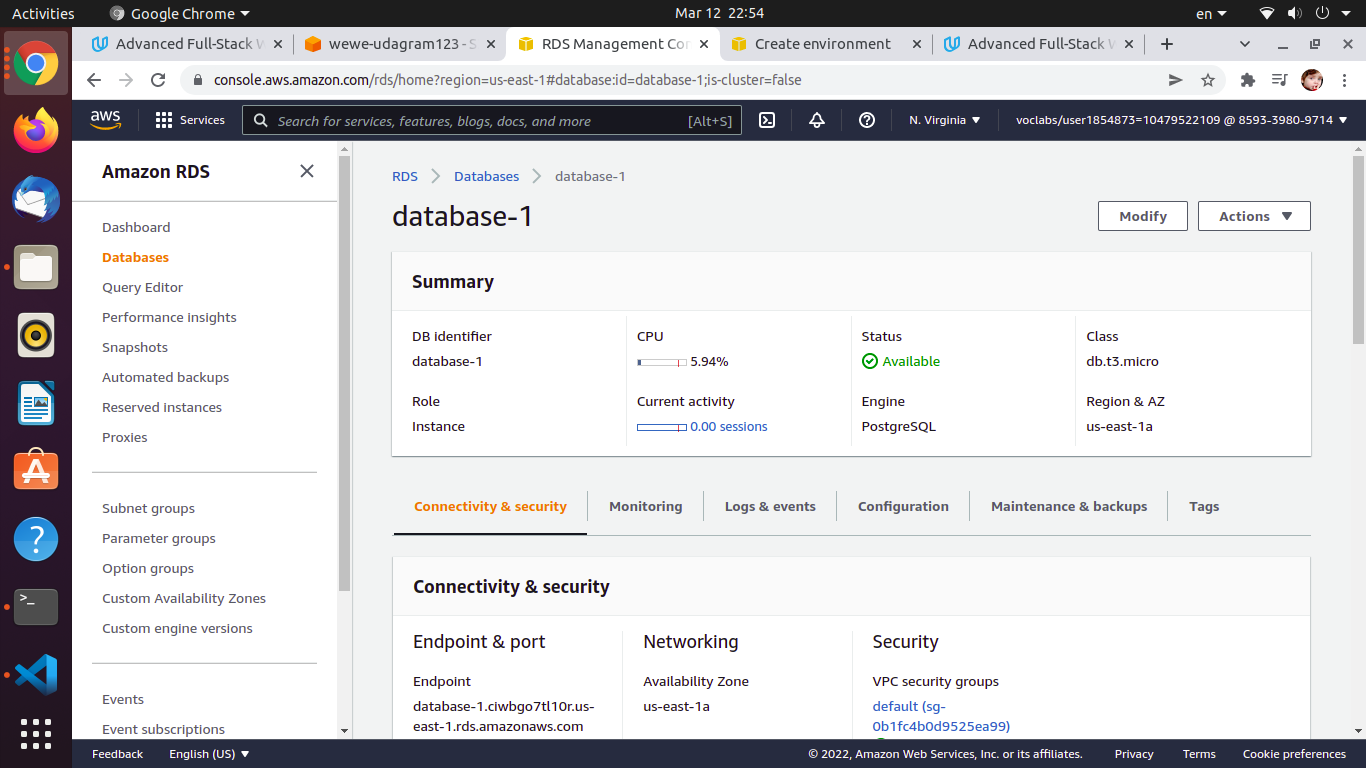 Activities
Google Chrome
Mar 12 22:54
en
Advanced Full-Stack W
wewe-udagram123 - S
RDS Management Con
Create environment
Advanced Full-Stack W
console.aws.amazon.com/rds/home?region=us-east-1#database:id=database-1;is-cluster=false
aws
Services
Search for services, features, blogs, docs, and more
[Alt+S]
N. Virginia
voclabs/user1854873=10479522109 @ 8593-3980-9714
Amazon RDS
Dashboard
Databases
Query Editor
Performance insights
Snapshots
Automated backups
Reserved instances
Proxies
Subnet groups
Parameter groups
Option groups
Custom Availability Zones
Custom engine versions
Events
Event subscriptions
RDS
Databases
database-1
database-1
Modify
Actions
Summary
DB identifier
database-1
CPU
5.94%
Status
Available
Class
db.t3.micro
Role
Instance
Current activity
0.00 sessions
Engine
PostgreSQL
Region & AZ
us-east-1a
Connectivity & security
Monitoring
Logs & events
Configuration
Maintenance & backups
Tags
Connectivity & security
Endpoint & port
Endpoint
database-1.ciwbgo7tl10r.us-
east-1.rds.amazonaws.com
Networking
Availability Zone
us-east-1a
Security
VPC security groups
default (sg-
0b1fc4b0d9525ea99)
Feedback
English (US)
© 2022, Amazon Web Services, Inc. or its affiliates.
Privacy
Terms
Cookie preferences